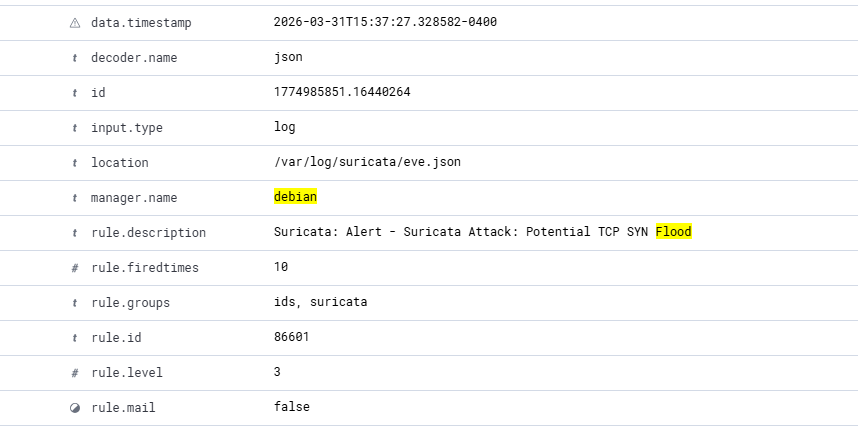 data.timestamp 2026-03-31T15:37:27.328582-0400
t decoder.name json
t id 1774985851.16440264
t input.type log
t location /var/log/suricata/eve.json
t manager.name debian
t rule.description Suricata: Alert - Suricata Attack: Potential TCP SYN Flood
# rule.firedtimes 10
t rule.groups ids, suricata
t rule.id 86601
# rule.level 3
rule.mail false